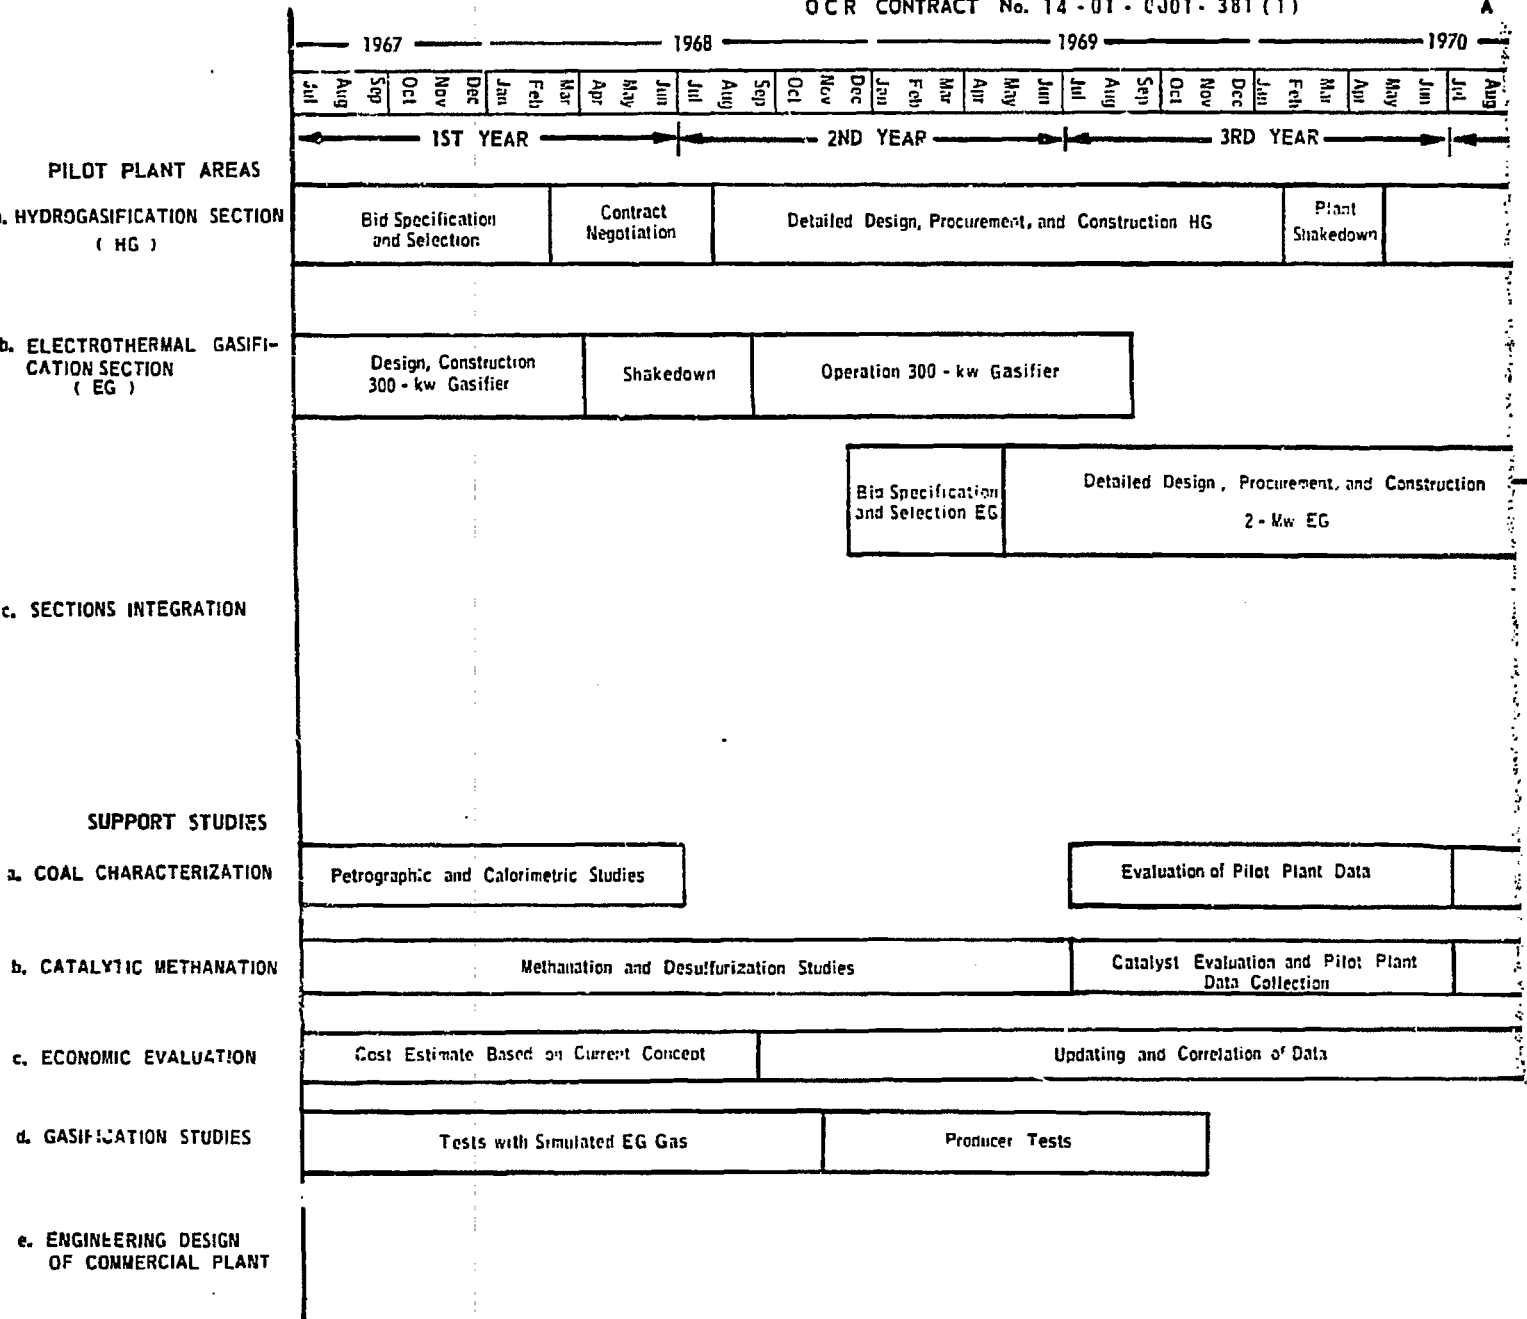 OCR CONTRACT No. 14 - 01 - 0001 - 381 (1)
A
1967 1968 1969 1970
Jul Aug Sep Oct Nov Dec Jan Feb Mar Apr May Jun Jul Aug Sep Oct Nov Dec Jan Feb Mar Apr May Jun Jul Aug Sep Oct Nov Dec Jan Feb Mar Apr May Jun Jul Aug
1ST YEAR 2ND YEAR 3RD YEAR
PILOT PLANT AREAS
. HYDROGASIFICATION SECTION
( HG )
Bid Specification
and Selection
Contract
Negotiation
Detailed Design, Procurement, and Construction HG
Plant
Shakedown
b. ELECTROTHERMAL GASIFI-
CATION SECTION
( EG )
Design, Construction
300 - kw Gasifier
Shakedown
Operation 300 - kw Gasifier
Bid Specification
and Selection EG
Detailed Design, Procurement, and Construction
2 - Mw EG
c. SECTIONS INTEGRATION
SUPPORT STUDIES
a. COAL CHARACTERIZATION
Petrographic and Calorimetric Studies
Evaluation of Pilot Plant Data
b. CATALYTIC METHANATION
Methanation and Desulfurization Studies
Catalyst Evaluation and Pilot Plant
Data Collection
c. ECONOMIC EVALUATION
Cost Estimate Based on Current Concept
Updating and Correlation of Data
d. GASIFICATION STUDIES
Tests with Simulated EG Gas
Producer Tests
e. ENGINEERING DESIGN
OF COMMERCIAL PLANT